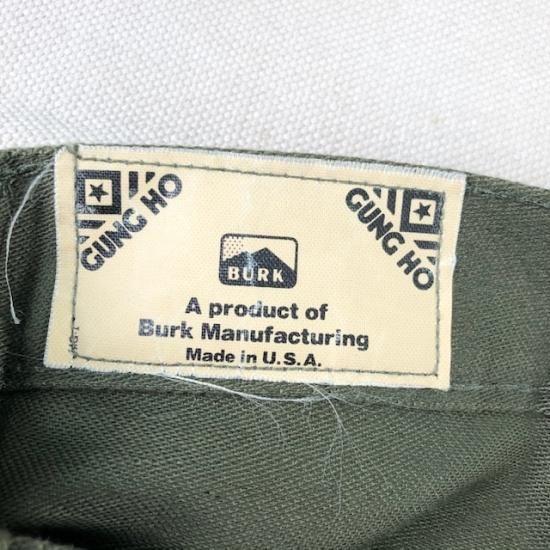 GUNG HO
GUNG HO
BURK
A product of
Burk Manufacturing
Made in U.S.A.